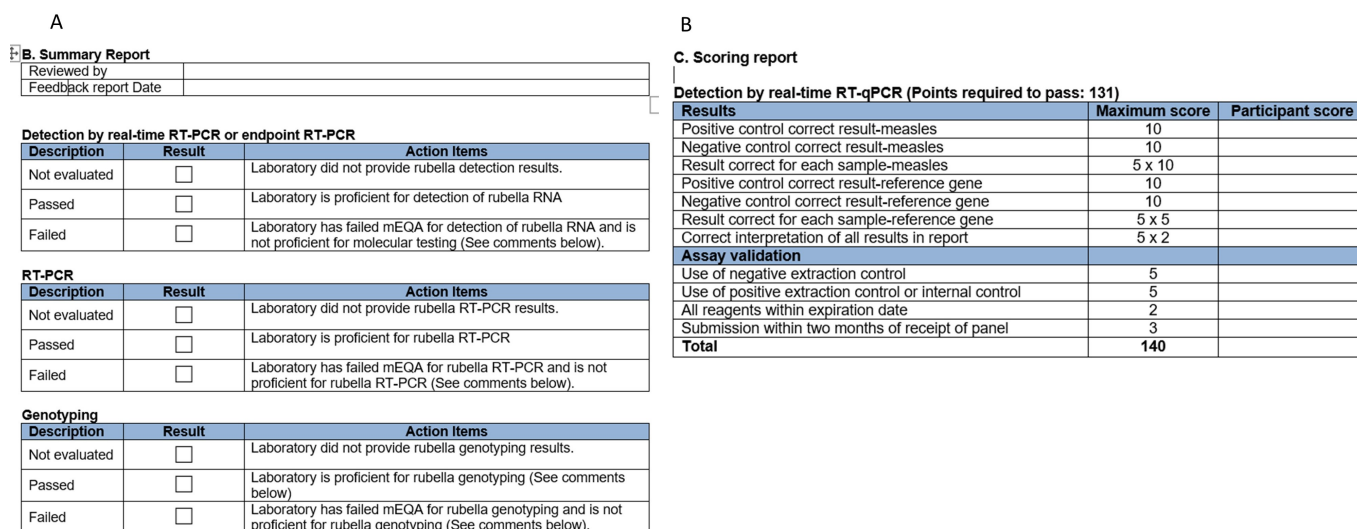 A
B. Summary Report
Reviewed by
Feedback report Date
Detection by real-time RT-PCR or endpoint RT-PCR
Description Result Action Items
Not evaluated Laboratory did not provide rubella detection results.
Passed Laboratory is proficient for detection of rubella RNA
Failed Laboratory has failed mEQA for detection of rubella RNA and is
not proficient for molecular testing (See comments below).
RT-PCR
Description Result Action Items
Not evaluated Laboratory did not provide rubella RT-PCR results.
Passed Laboratory is proficient for rubella RT-PCR
Failed Laboratory has failed mEQA for rubella RT-PCR and is not
proficient for rubella RT-PCR (See comments below).
Genotyping
Description Result Action Items
Not evaluated Laboratory did not provide rubella genotyping results.
Passed Laboratory is proficient for rubella genotyping (See comments
below)
Failed Laboratory has failed mEQA for rubella genotyping and is not
proficient for rubella genotyping (See comments below).
B
C. Scoring report
Detection by real-time RT-qPCR (Points required to pass: 131)
Results Maximum score Participant score
Positive control correct result-measles 10
Negative control correct result-measles 10
Result correct for each sample-measles 5 x 10
Positive control correct result-reference gene 10
Negative control correct result-reference gene 10
Result correct for each sample-reference gene 5 x 5
Correct interpretation of all results in report 5 x 2
Assay validation
Use of negative extraction control 5
Use of positive extraction control or internal control 5
All reagents within expiration date 2
Submission within two months of receipt of panel 3
Total 140